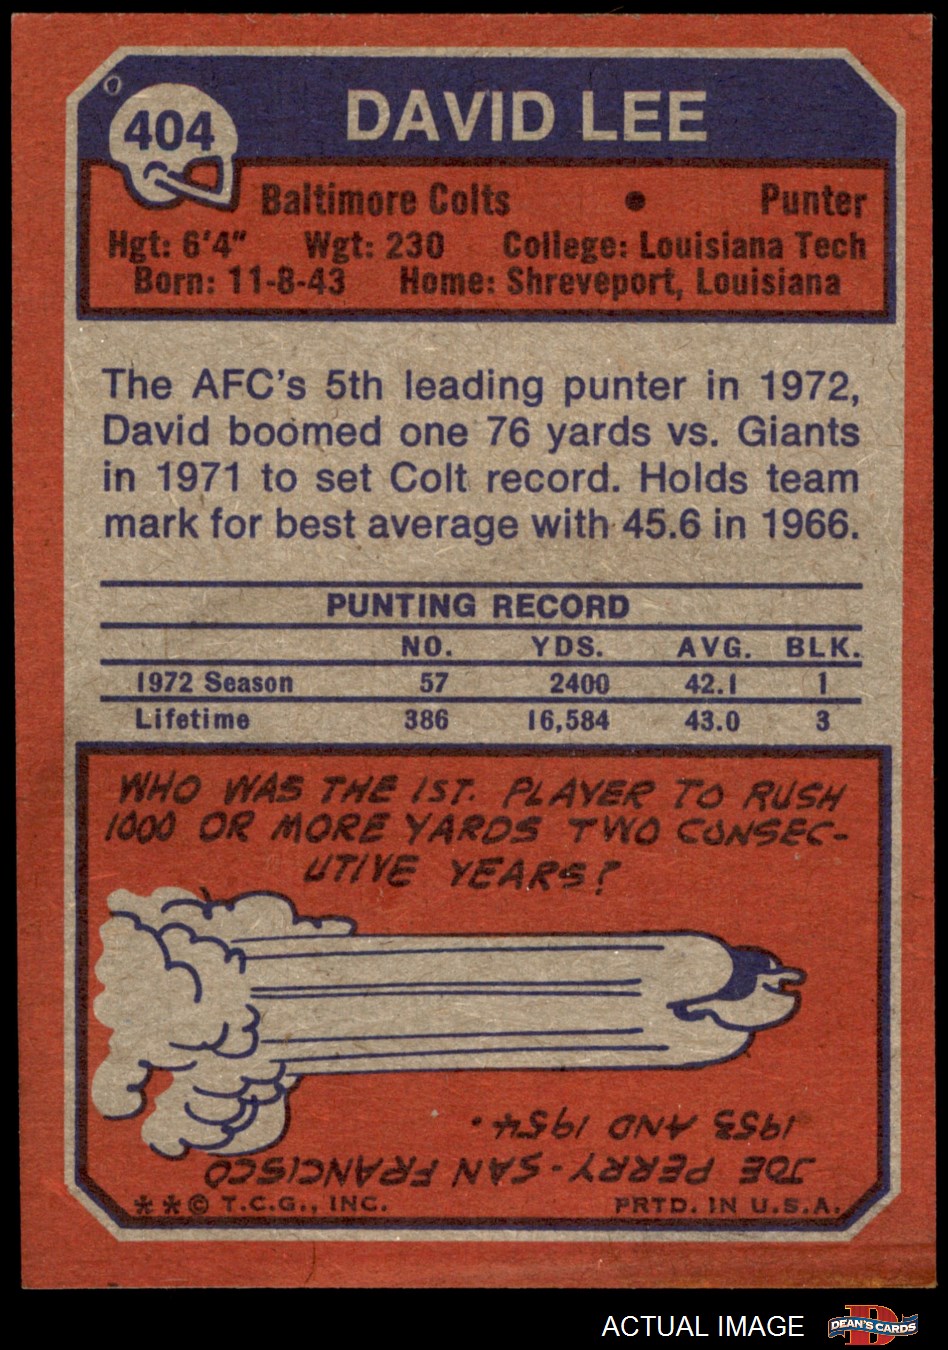 404
DAVID LEE
Baltimore Colts • Punter
Hgt: 6'4" Wgt: 230 College: Louisiana Tech
Born: 11-8-43 Home: Shreveport, Louisiana
The AFC's 5th leading punter in 1972,
David boomed one 76 yards vs. Giants
in 1971 to set Colt record. Holds team
mark for best average with 45.6 in 1966.
PUNTING RECORD
NO. YDS. AVG. BLK.
1972 Season 57 2400 42.1 1
Lifetime 386 16,584 43.0 3
WHO WAS THE 1ST. PLAYER TO RUSH
1000 OR MORE YARDS TWO CONSEC-
UTIVE YEARS?
JOE PERRY-SAN FRANCISCO
1953 AND 1954.
**© T.C.G., INC. PRTD. IN U.S.A.
ACTUAL IMAGE
D
DEAN'S CARDS